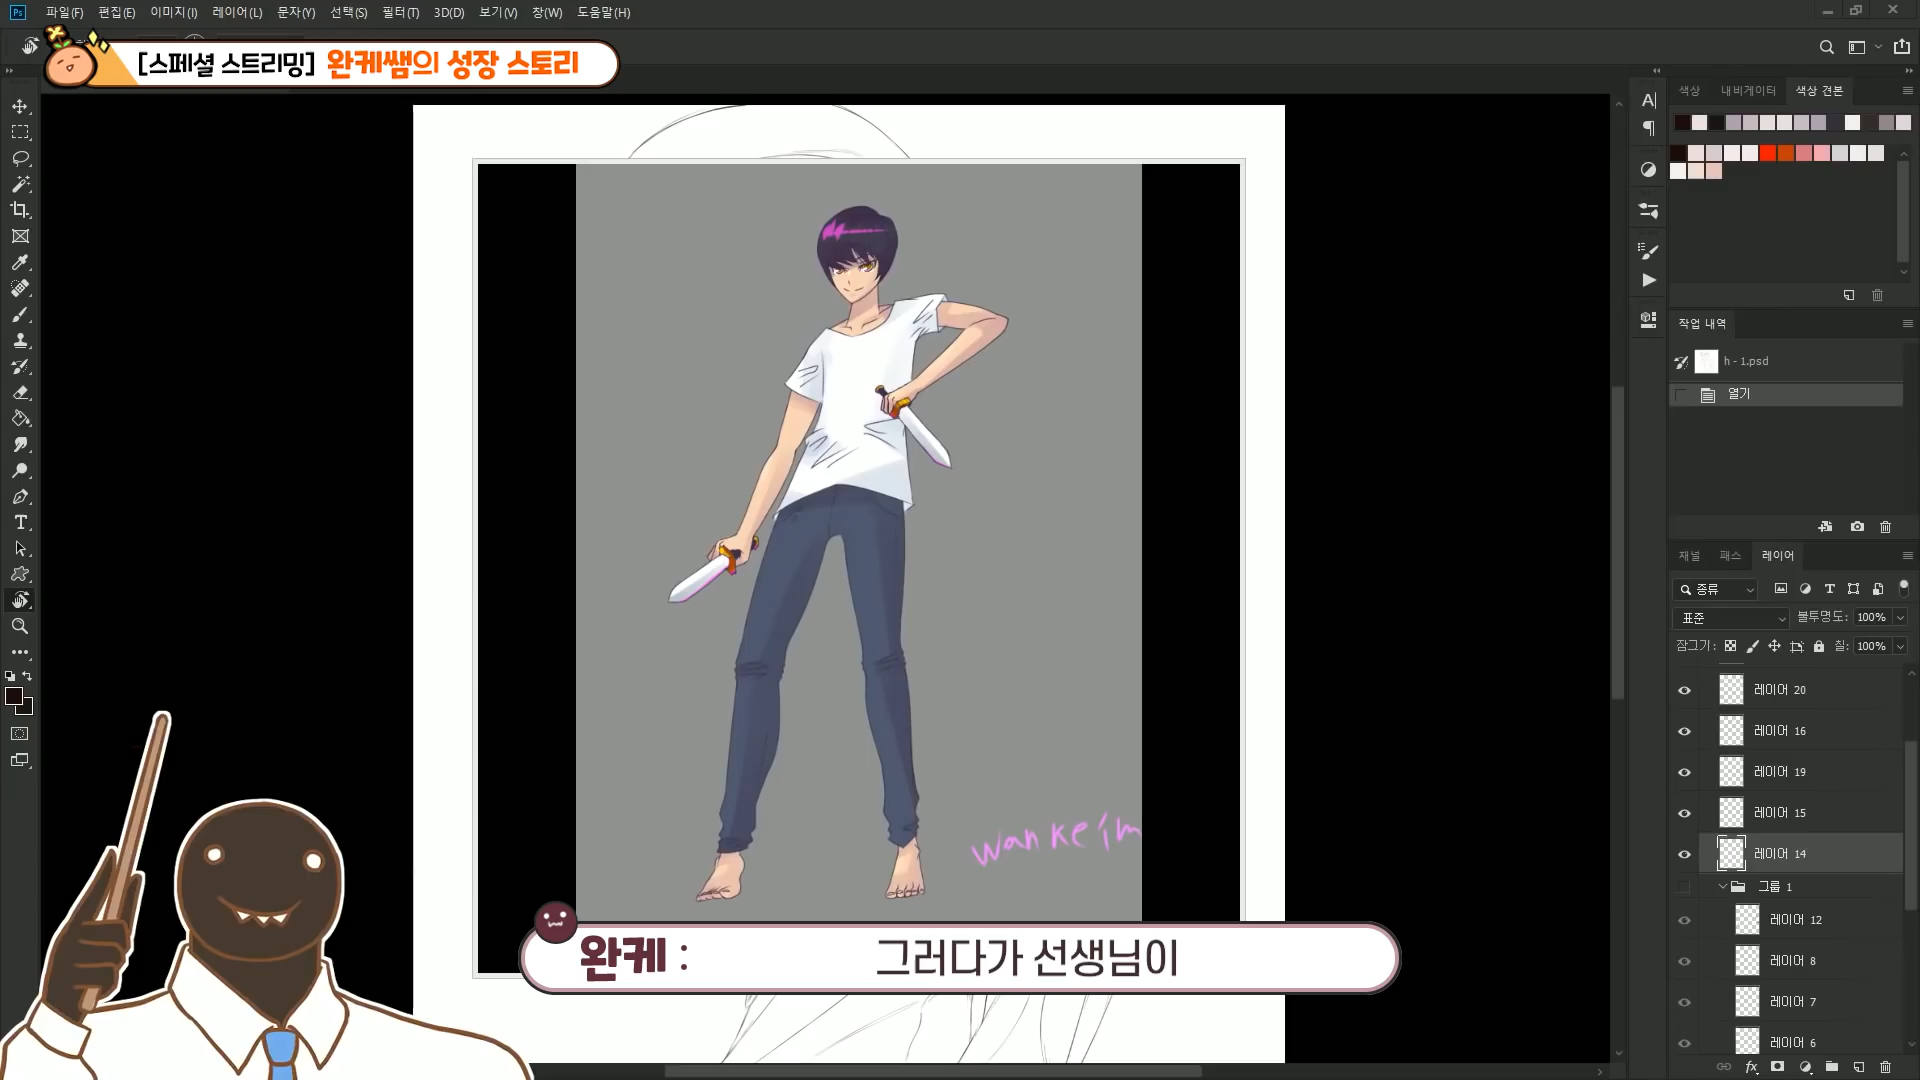 Ps 파일(F) 편집(E) 이미지(I) 레이어(L) 문자(Y) 선택(S) 필터(T) 3D(D) 보기(V) 창(W) 도움말(H)
[스페셜 스트리밍] 완케쌤의 성장 스토리
색상 내비게이터 색상 견본
작업 내역
h - 1.psd
열기
채널 패스 레이어
종류
표준 불투명도: 100%
잠그기: 칠: 100%
레이어 20
레이어 16
레이어 19
레이어 15
레이어 14
그룹 1
레이어 12
레이어 8
레이어 7
레이어 6
wankeim
완케 : 그러다가 선생님이